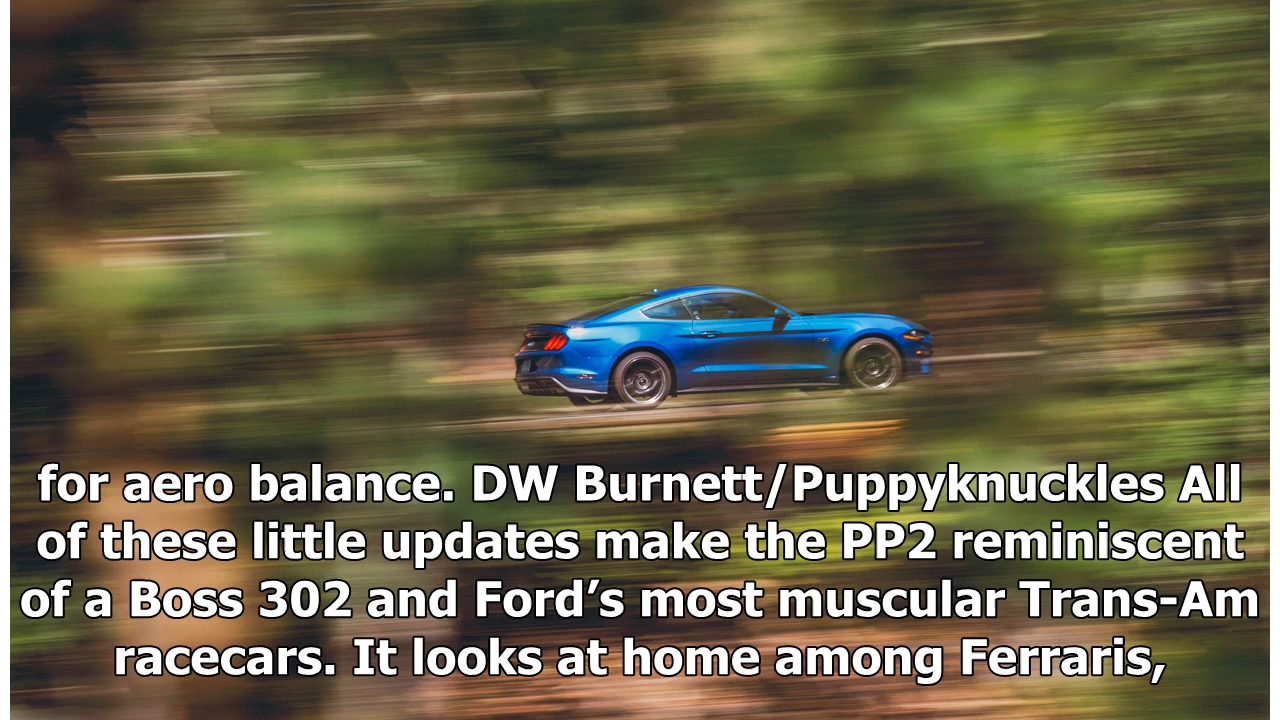 for aero balance. DW Burnett/Puppyknuckles All
of these little updates make the PP2 reminiscent
of a Boss 302 and Ford’s most muscular Trans-Am
racecars. It looks at home among Ferraris,